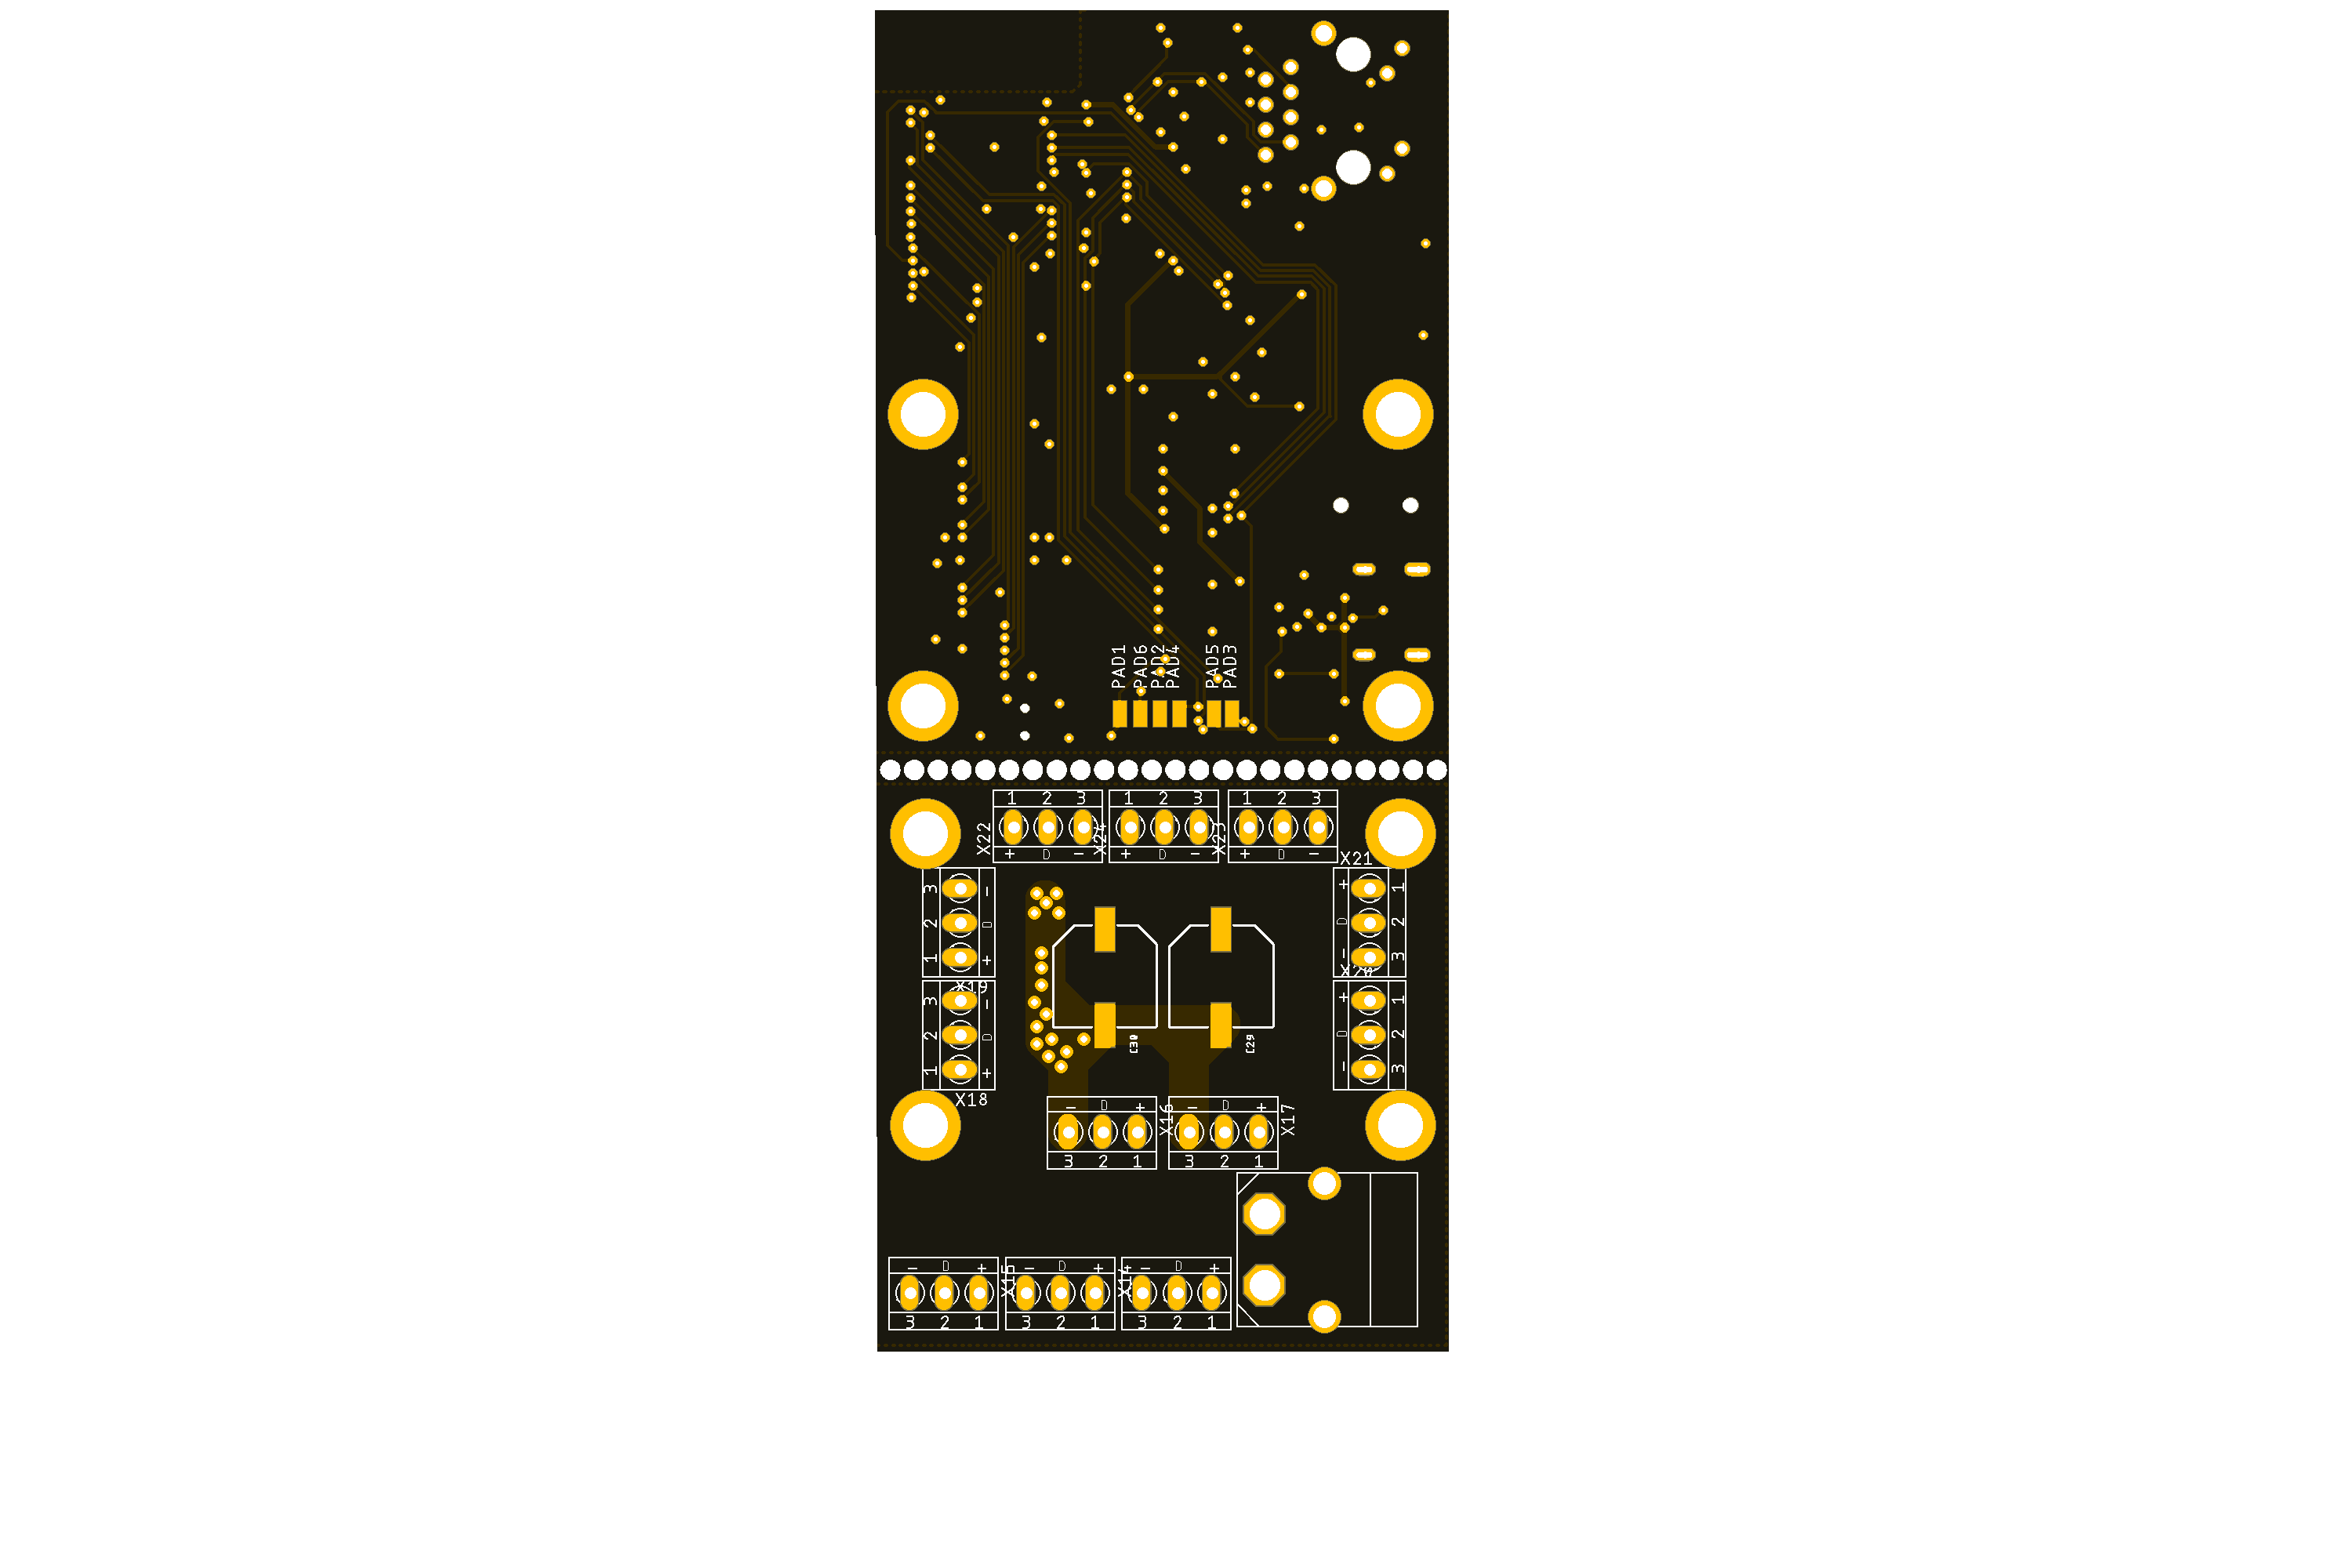 PAD1 PAD6 PAD2 PAD4 PAD5 PAD3
1 2 3 1 2 3 1 2 3
X22 X24 X23
+ D - + D - + D -
X21
3 - + 1
2 D D 2
1 + - 3
X19 X20
3 - + 1
2 D D 2
1 + - 3
C30 C29
X18
- D + X16 - D + X17
3 2 1 3 2 1
- D + X15 - D + X14 - D +
3 2 1 3 2 1 3 2 1